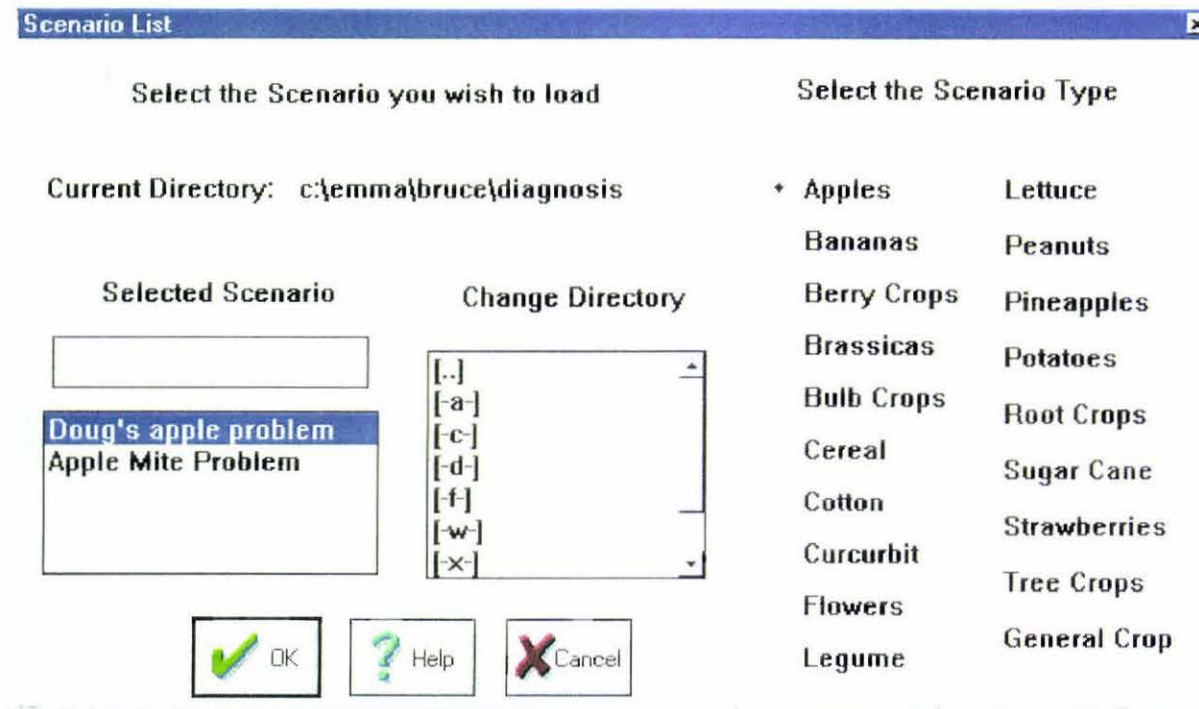 Scenario List
Select the Scenario you wish to load
Current Directory: c:\emma\bruce\diagnosis
Selected Scenario
Doug's apple problem
Apple Mite Problem
Change Directory
[..]
[-a-]
[-c-]
[-d-]
[-f-]
[-w-]
[-x-]
OK
Help
Cancel
Select the Scenario Type
Apples
Bananas
Berry Crops
Brassicas
Bulb Crops
Cereal
Cotton
Curcurbit
Flowers
Legume
Lettuce
Peanuts
Pineapples
Potatoes
Root Crops
Sugar Cane
Strawberries
Tree Crops
General Crop